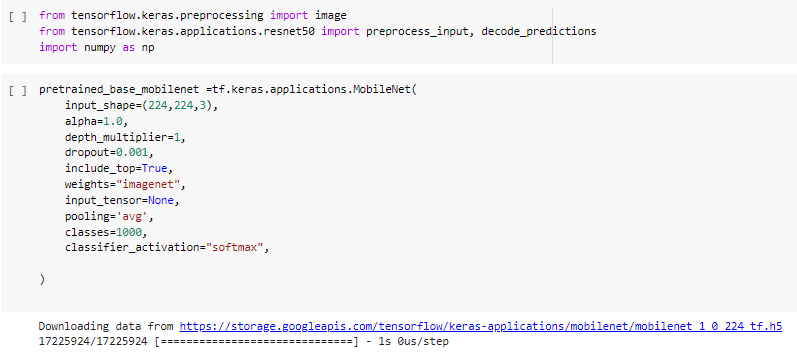 [ ] from tensorflow.keras.preprocessing import image
from tensorflow.keras.applications.resnet50 import preprocess_input, decode_predictions
import numpy as np
[ ] pretrained_base_mobilenet =tf.keras.applications.MobileNet(
input_shape=(224,224,3),
alpha=1.0,
depth_multiplier=1,
dropout=0.001,
include_top=True,
weights="imagenet",
input_tensor=None,
pooling='avg',
classes=1000,
classifier_activation="softmax",
)
Downloading data from https://storage.googleapis.com/tensorflow/keras-applications/mobilenet/mobilenet_1_0_224_tf.h5
17225924/17225924 [==============================] - 1s 0us/step